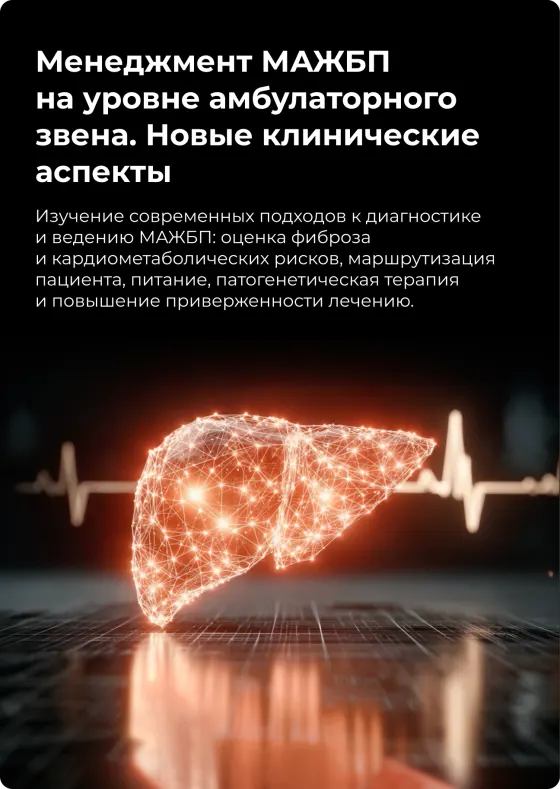 Менеджмент МАЖБП
на уровне амбулаторного
звена. Новые клинические
аспекты
Изучение современных подходов к диагностике
и ведению МАЖБП: оценка фиброза
и кардиометаболических рисков, маршрутизация
пациента, питание, патогенетическая терапия
и повышение приверженности лечению.